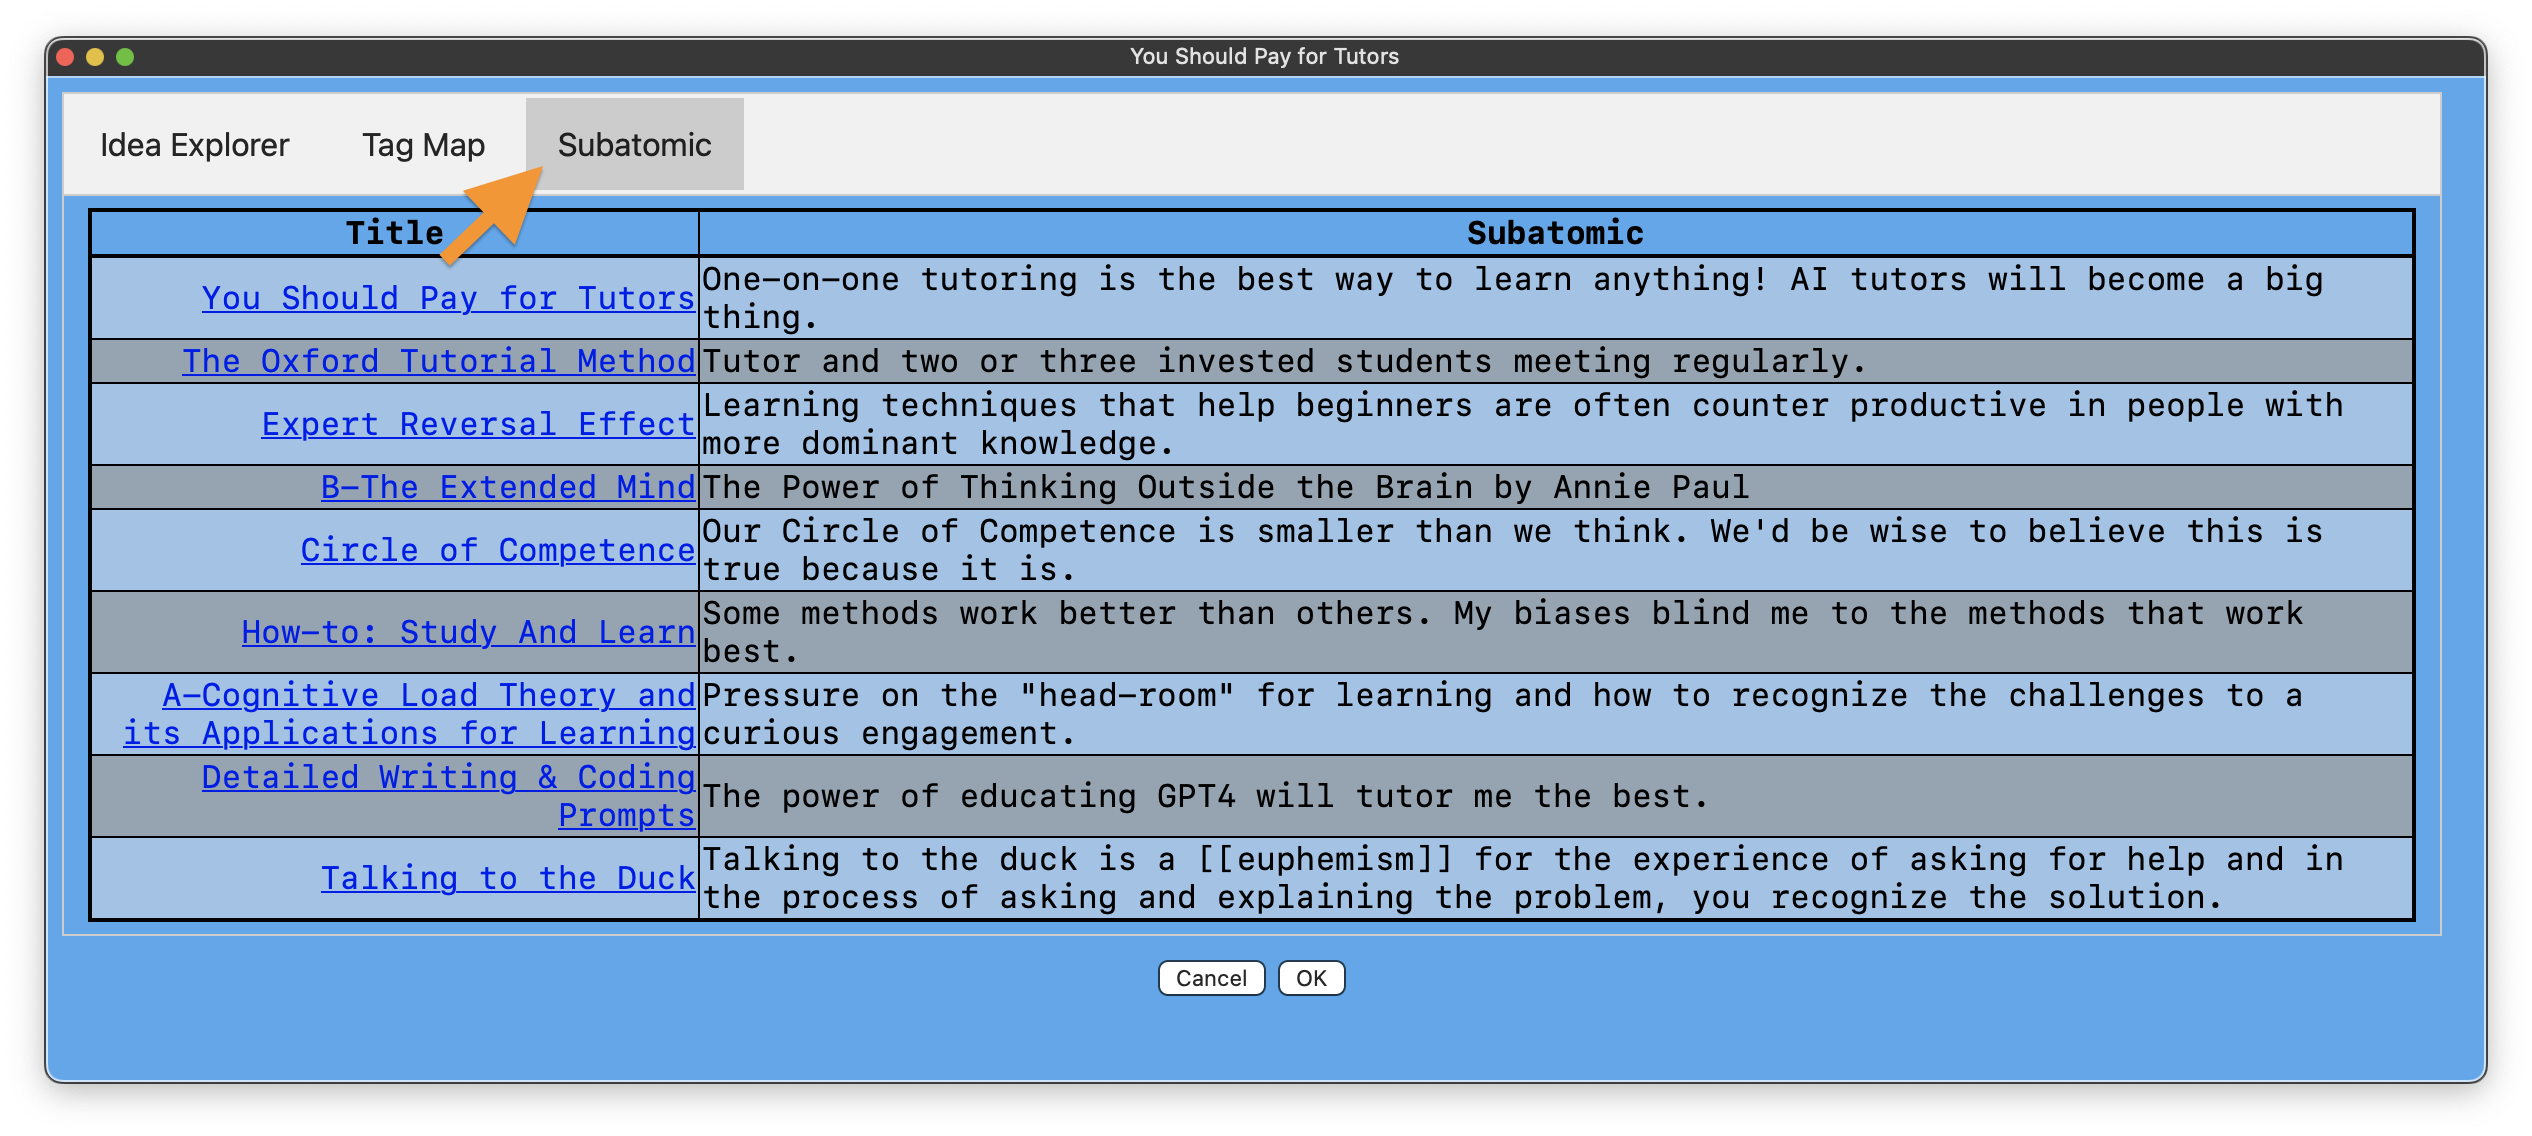 You Should Pay for Tutors
Idea Explorer Tag Map Subatomic
Title Subatomic
You Should Pay for Tutors
One-on-one tutoring is the best way to learn anything! AI tutors will become a big
thing.
The Oxford Tutorial Method
Tutor and two or three invested students meeting regularly.
Expert Reversal Effect
Learning techniques that help beginners are often counter productive in people with
more dominant knowledge.
B-The Extended Mind
The Power of Thinking Outside the Brain by Annie Paul
Circle of Competence
Our Circle of Competence is smaller than we think. We'd be wise to believe this is
true because it is.
How-to: Study And Learn
Some methods work better than others. My biases blind me to the methods that work
best.
A-Cognitive Load Theory and
its Applications for Learning
Pressure on the "head-room" for learning and how to recognize the challenges to a
curious engagement.
Detailed Writing & Coding
Prompts
The power of educating GPT4 will tutor me the best.
Talking to the Duck
Talking to the duck is a [[euphemism]] for the experience of asking for help and in
the process of asking and explaining the problem, you recognize the solution.
Cancel OK